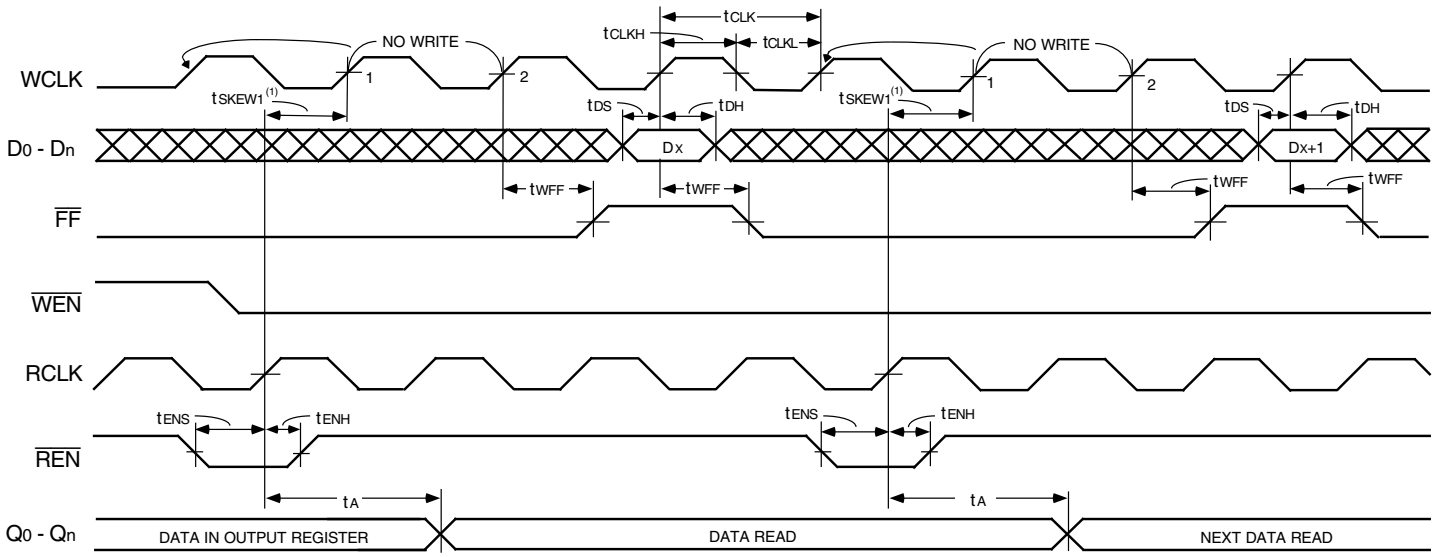 tCLK
tCLKH tCLKL
NO WRITE NO WRITE
WCLK 1 2 1 2
tSKEW1(1) tDS tDH tSKEW1(1) tDS tDH
D0 - Dn DX DX+1
tWFF tWFF tWFF tWFF
FF
WEN
RCLK
tENS tENH tENS tENH
REN
tA tA
Q0 - Qn DATA IN OUTPUT REGISTER DATA READ NEXT DATA READ